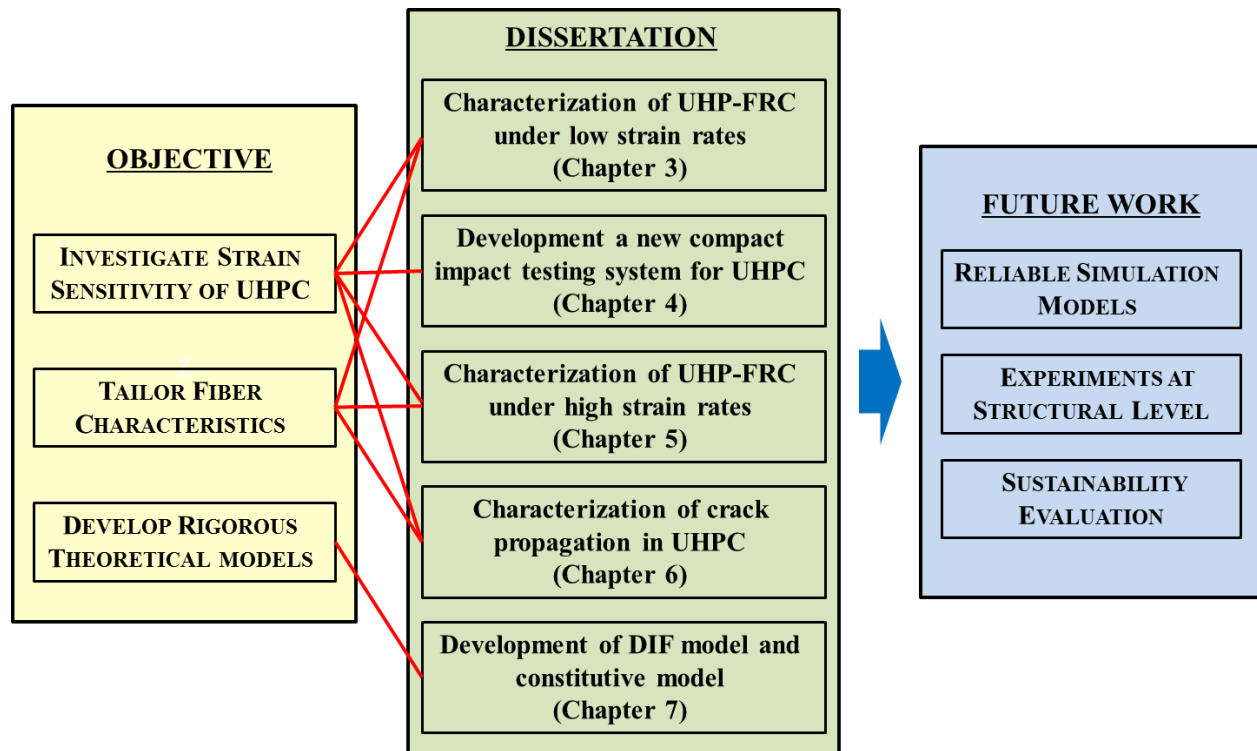 OBJECTIVE
INVESTIGATE STRAIN
SENSITIVITY OF UHPC
TAILOR FIBER
CHARACTERISTICS
DEVELOP RIGOROUS
THEORETICAL MODELS
DISSERTATION
Characterization of UHP-FRC
under low strain rates
(Chapter 3)
Development a new compact
impact testing system for UHPC
(Chapter 4)
Characterization of UHP-FRC
under high strain rates
(Chapter 5)
Characterization of crack
propagation in UHPC
(Chapter 6)
Development of DIF model and
constitutive model
(Chapter 7)
FUTURE WORK
RELIABLE SIMULATION
MODELS
EXPERIMENTS AT
STRUCTURAL LEVEL
SUSTAINABILITY
EVALUATION